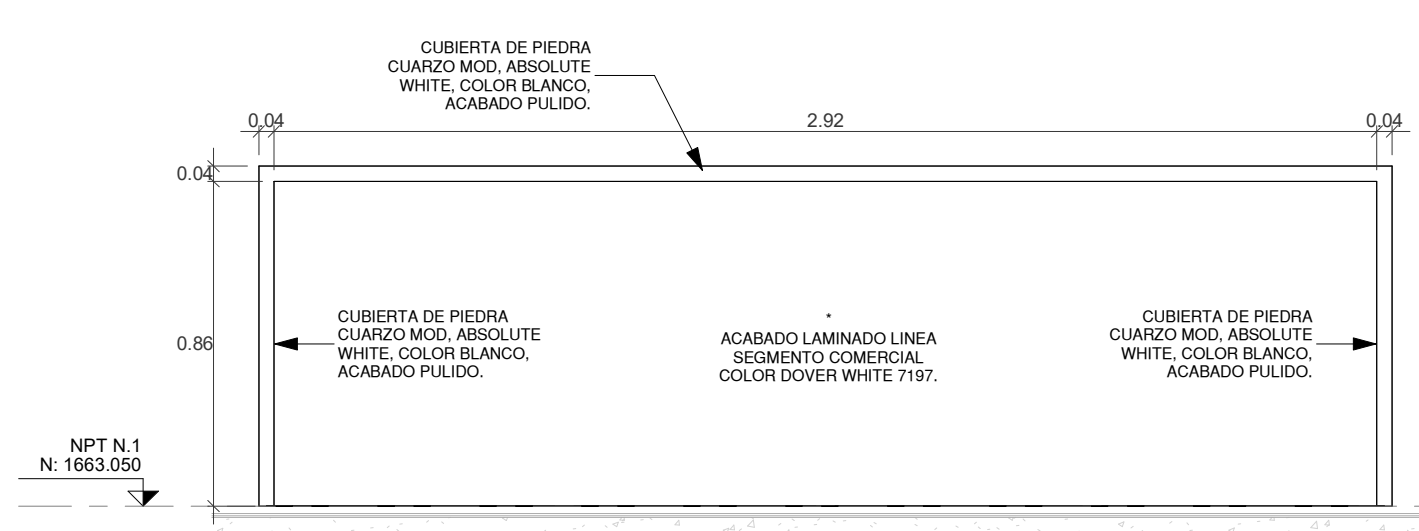 CUBIERTA DE PIEDRA
CUARZO MOD, ABSOLUTE
WHITE, COLOR BLANCO,
ACABADO PULIDO.
0.04
2.92
0.04
0.04
CUBIERTA DE PIEDRA
CUARZO MOD, ABSOLUTE
WHITE, COLOR BLANCO,
ACABADO PULIDO.
*
ACABADO LAMINADO LINEA
SEGMENTO COMERCIAL
COLOR DOVER WHITE 7197.
CUBIERTA DE PIEDRA
CUARZO MOD, ABSOLUTE
WHITE, COLOR BLANCO,
ACABADO PULIDO.
0.86
NPT N.1
N: 1663.050